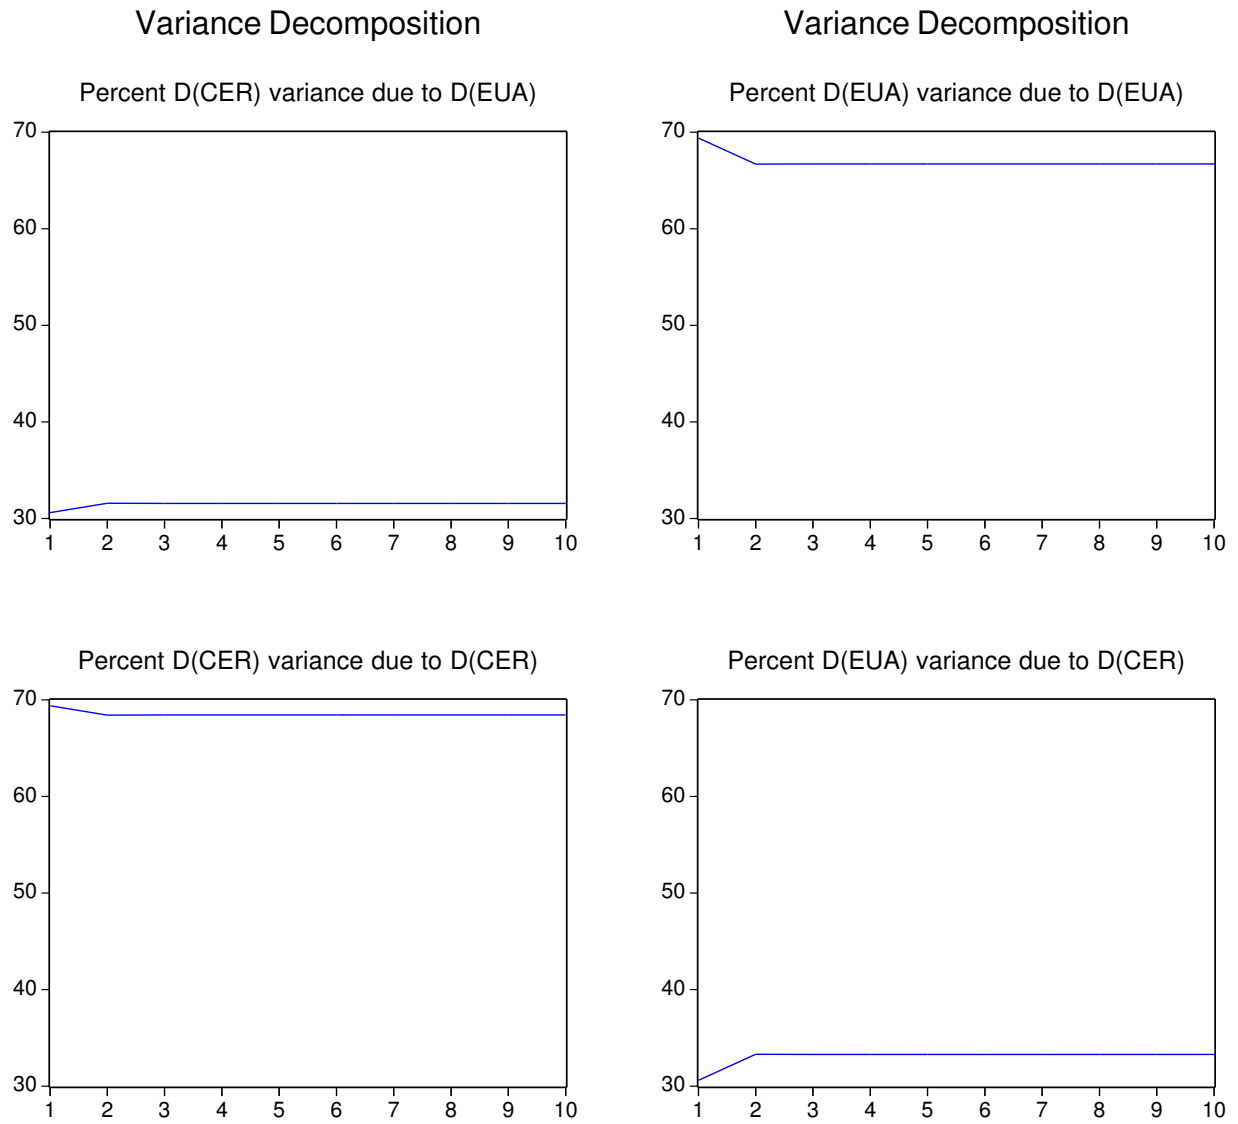 Variance Decomposition
Variance Decomposition
Percent D(CER) variance due to D(EUA)
70
60
50
40
30
1 2 3 4 5 6 7 8 9 10
Percent D(EUA) variance due to D(EUA)
70
60
50
40
30
1 2 3 4 5 6 7 8 9 10
Percent D(CER) variance due to D(CER)
70
60
50
40
30
1 2 3 4 5 6 7 8 9 10
Percent D(EUA) variance due to D(CER)
70
60
50
40
30
1 2 3 4 5 6 7 8 9 10